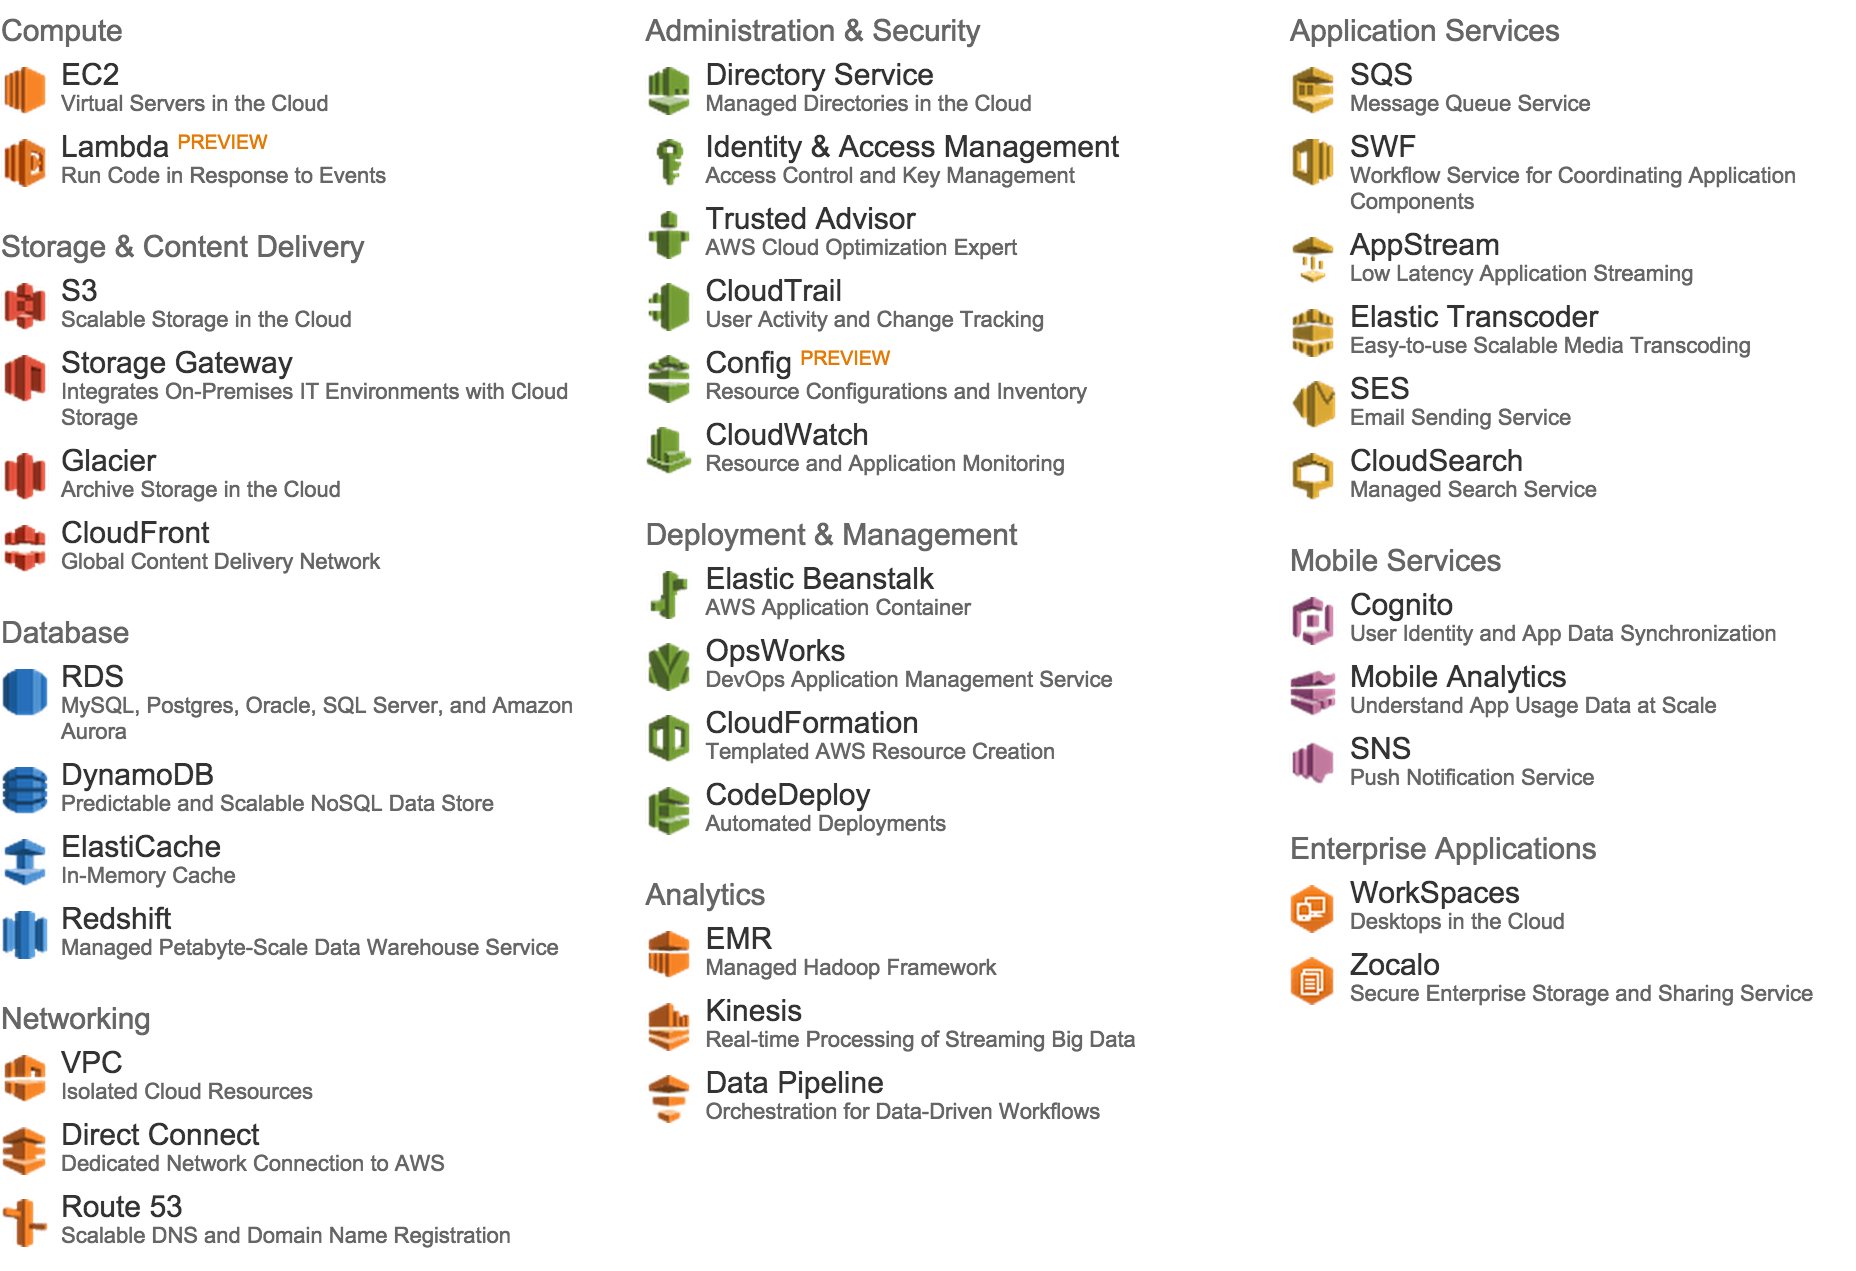 Compute
EC2
Virtual Servers in the Cloud
Lambda PREVIEW
Run Code in Response to Events
Storage & Content Delivery
S3
Scalable Storage in the Cloud
Storage Gateway
Integrates On-Premises IT Environments with Cloud
Storage
Glacier
Archive Storage in the Cloud
CloudFront
Global Content Delivery Network
Database
RDS
MySQL, Postgres, Oracle, SQL Server, and Amazon
Aurora
DynamoDB
Predictable and Scalable NoSQL Data Store
ElastiCache
In-Memory Cache
Redshift
Managed Petabyte-Scale Data Warehouse Service
Networking
VPC
Isolated Cloud Resources
Direct Connect
Dedicated Network Connection to AWS
Route 53
Scalable DNS and Domain Name Registration
Administration & Security
Directory Service
Managed Directories in the Cloud
Identity & Access Management
Access Control and Key Management
Trusted Advisor
AWS Cloud Optimization Expert
CloudTrail
User Activity and Change Tracking
Config PREVIEW
Resource Configurations and Inventory
CloudWatch
Resource and Application Monitoring
Deployment & Management
Elastic Beanstalk
AWS Application Container
OpsWorks
DevOps Application Management Service
CloudFormation
Templated AWS Resource Creation
CodeDeploy
Automated Deployments
Analytics
EMR
Managed Hadoop Framework
Kinesis
Real-time Processing of Streaming Big Data
Data Pipeline
Orchestration for Data-Driven Workflows
Application Services
SQS
Message Queue Service
SWF
Workflow Service for Coordinating Application
Components
AppStream
Low Latency Application Streaming
Elastic Transcoder
Easy-to-use Scalable Media Transcoding
SES
Email Sending Service
CloudSearch
Managed Search Service
Mobile Services
Cognito
User Identity and App Data Synchronization
Mobile Analytics
Understand App Usage Data at Scale
SNS
Push Notification Service
Enterprise Applications
WorkSpaces
Desktops in the Cloud
Zocalo
Secure Enterprise Storage and Sharing Service